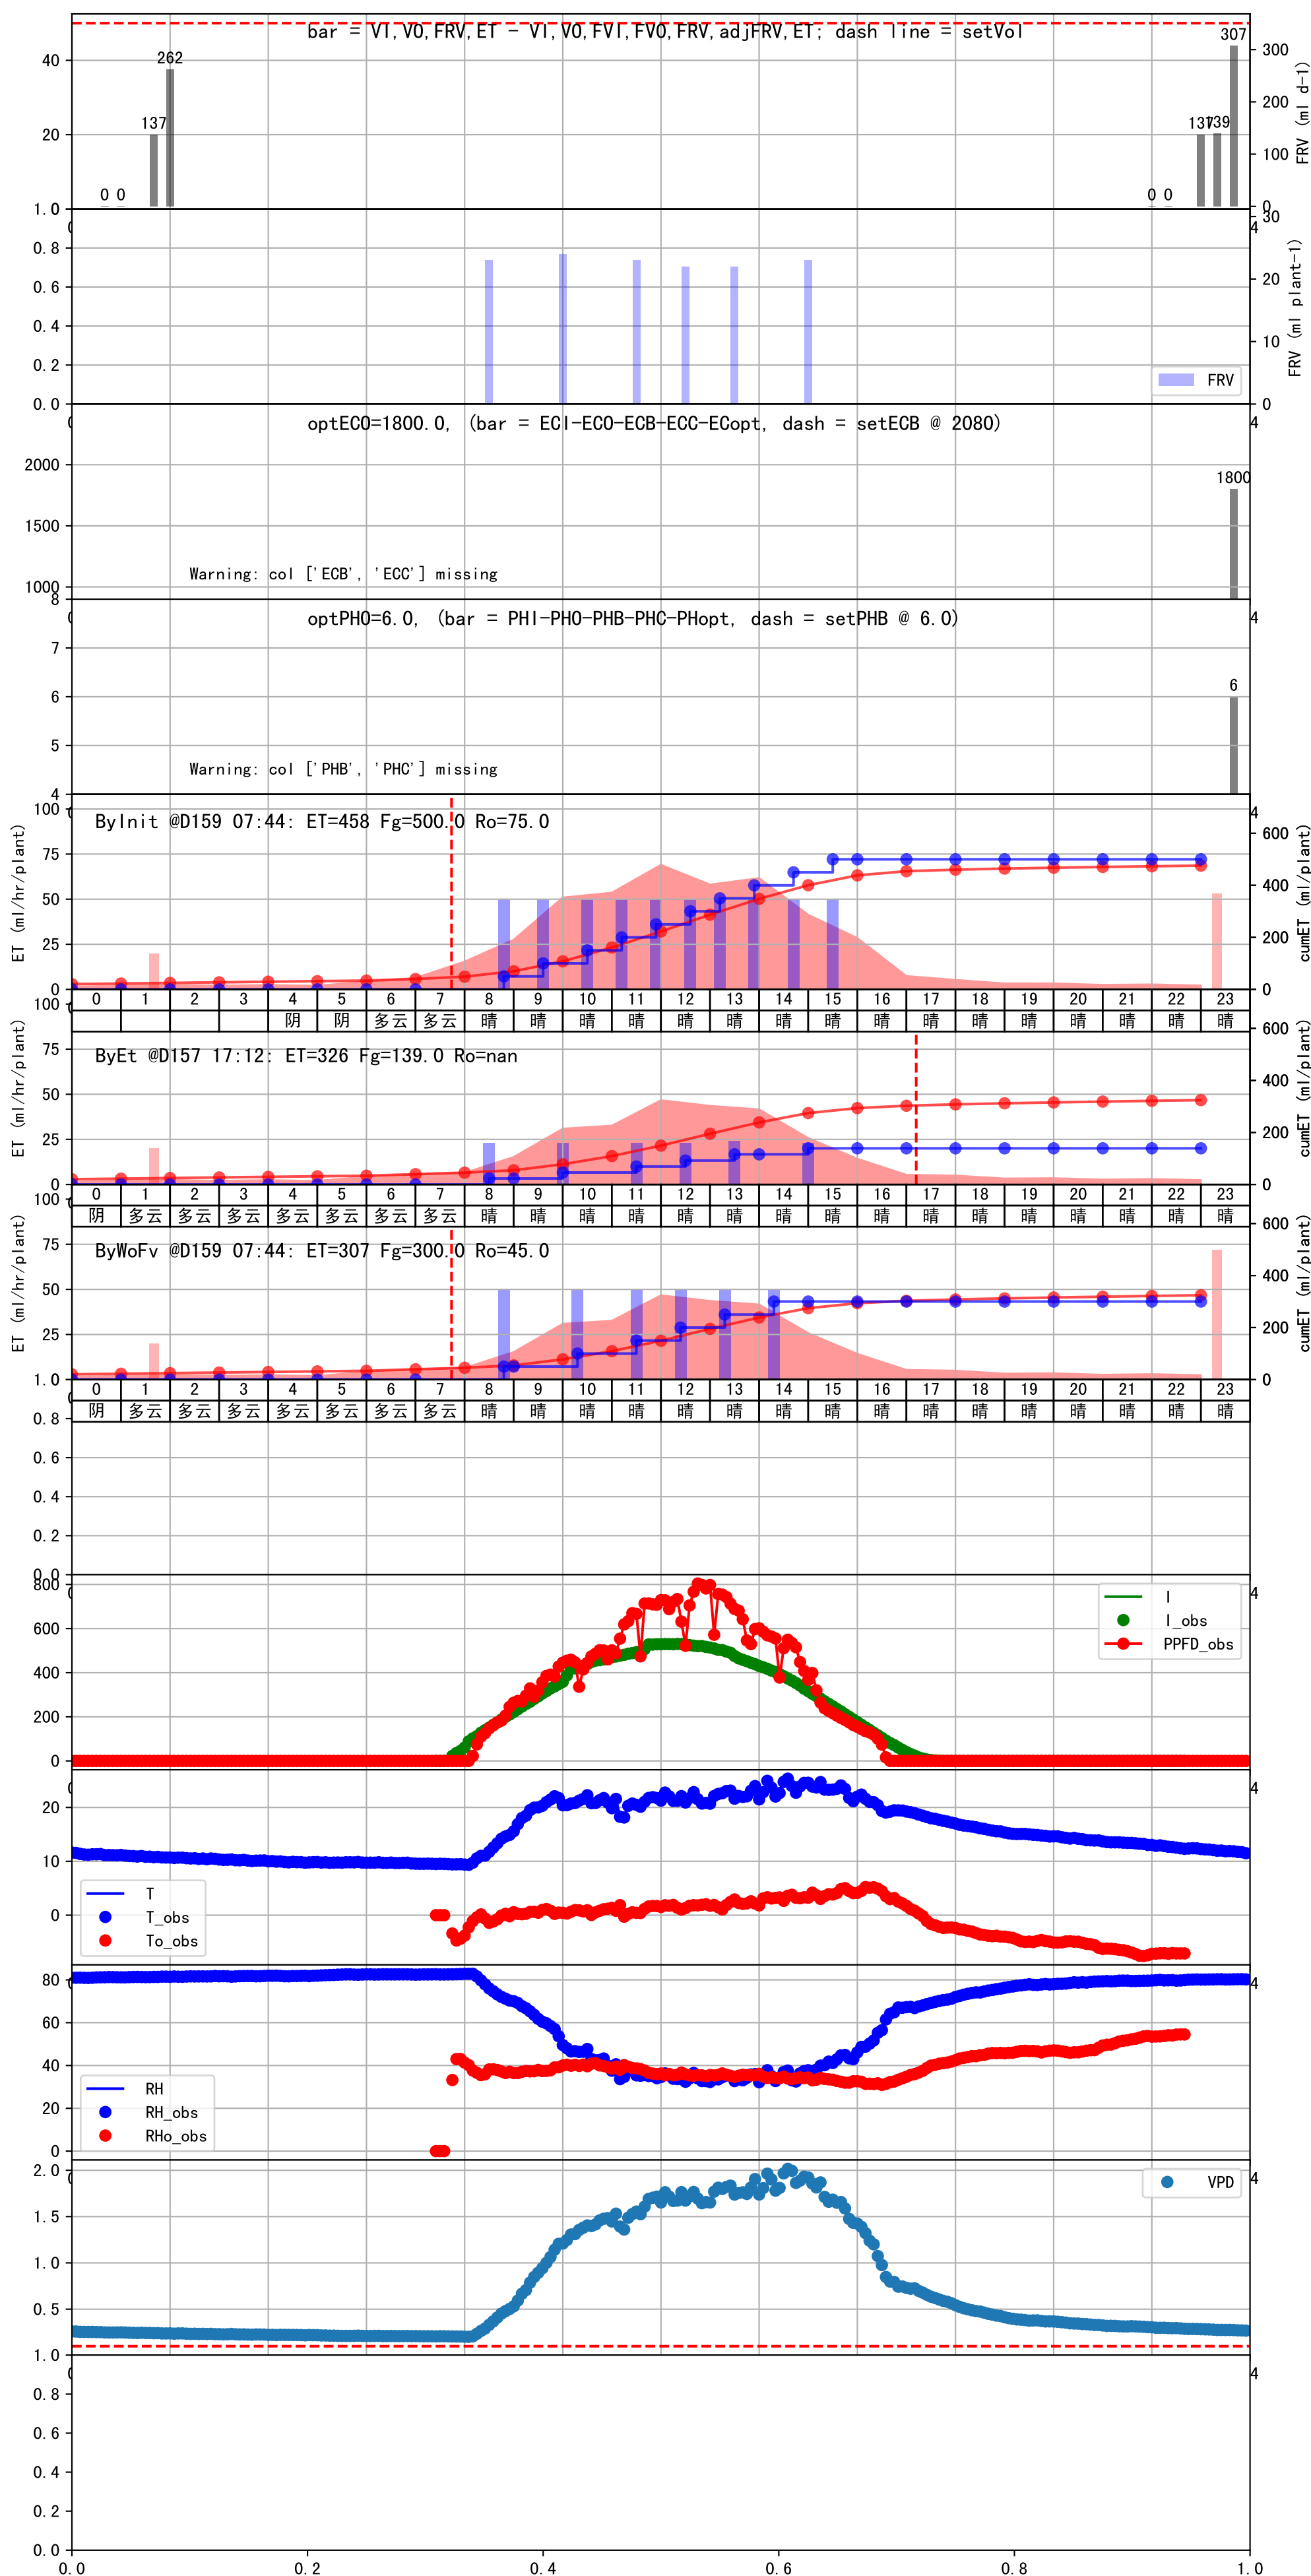 bar = VI,VO,FRV,ET - VI,VO,FVI,FVO,FRV,adjFRV,ET; dash line = setVol
40
20
1.0
262
137
0 0
0 0
137
139
307
300
200
100
0
FRV (ml d-1)
0.8
0.6
0.4
0.2
0.0
30
20
10
0
FRV (ml plant-1)
FRV
optECO=1800.0, (bar = ECI-ECO-ECB-ECC-ECopt, dash = setECB @ 2080)
4
2000
1500
1000
1800
Warning: col ['ECB', 'ECC'] missing
8
optPHO=6.0, (bar = PHI-PHO-PHB-PHC-PHopt, dash = setPHB @ 6.0)
4
7
6
5
4
6
Warning: col ['PHB', 'PHC'] missing
ByInit @D159 07:44: ET=458 Fg=500.0 Ro=75.0
4
100
75
50
25
0
ET (ml/hr/plant)
600
400
200
0
cumET (ml/plant)
0 1 2 3 4 5 6 7 8 9 10 11 12 13 14 15 16 17 18 19 20 21 22 23
阴 阴 多云 多云 晴 晴 晴 晴 晴 晴 晴 晴 晴 晴 晴 晴 晴 晴 晴 晴
ByEt @D157 17:12: ET=326 Fg=139.0 Ro=nan
100
75
50
25
0
ET (ml/hr/plant)
600
400
200
0
cumET (ml/plant)
0 1 2 3 4 5 6 7 8 9 10 11 12 13 14 15 16 17 18 19 20 21 22 23
阴 多云 多云 多云 多云 多云 多云 多云 晴 晴 晴 晴 晴 晴 晴 晴 晴 晴 晴 晴 晴 晴 晴 晴
ByWoFv @D159 07:44: ET=307 Fg=300.0 Ro=45.0
100
75
50
25
1.0
ET (ml/hr/plant)
600
400
200
0
cumET (ml/plant)
0 1 2 3 4 5 6 7 8 9 10 11 12 13 14 15 16 17 18 19 20 21 22 23
阴 多云 多云 多云 多云 多云 多云 多云 晴 晴 晴 晴 晴 晴 晴 晴 晴 晴 晴 晴 晴 晴 晴 晴
0.8
0.6
0.4
0.2
0.0
4
800
600
400
200
0
I
I_obs
PPFD_obs
4
20
10
0
T
T_obs
To_obs
4
80
60
40
20
0
RH
RH_obs
RHo_obs
4
2.0
1.5
1.0
0.5
VPD
4
1.0
0.8
0.6
0.4
0.2
0.0
0.0 0.2 0.4 0.6 0.8 1.0